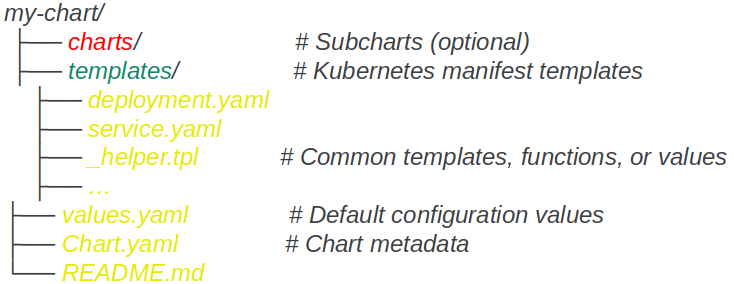 my-chart/
├── charts/ # Subcharts (optional)
├── templates/ # Kubernetes manifest templates
├── deployment.yaml
├── service.yaml
├── _helper.tpl # Common templates, functions, or values
├── …
├── values.yaml # Default configuration values
├── Chart.yaml # Chart metadata
└── README.md